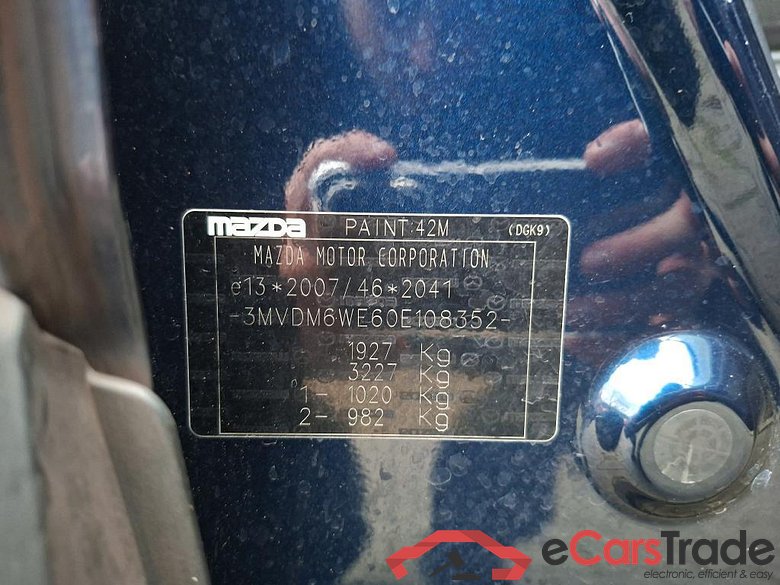 mazda PAINT:42M (DGK9)
MAZDA MOTOR CORPORATION
e13*2007/46*2041
-3MVDM6WE60E108352-
1927 Kg
3227 Kg
1- 1020 Kg
2- 982 Kg
eCarsTrade
electronic, efficient & easy